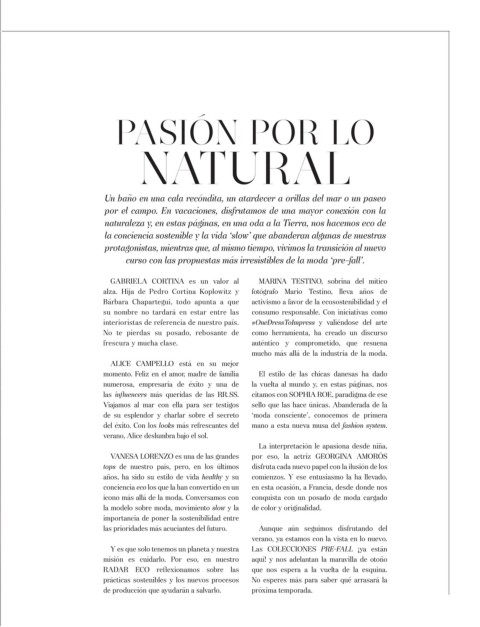 PASIÓN POR LO
NATURAL
Un baño en una cala recóndita, un atardecer a orillas del mar o un paseo
por el campo. En vacaciones, disfrutamos de una mayor conexión con la
naturaleza y, en estas páginas, en una oda a la Tierra, nos hacemos eco de
la conciencia sostenible y la vida 'slow' que abanderan algunas de nuestras
protagonistas, mientras que, al mismo tiempo, vivimos la transición al nuevo
curso con las propuestas más irresistibles de la moda 'pre-fall'.
GABRIELA CORTINA es un valor al
alza. Hija de Pedro Cortina Koplowitz y
Bárbara Chapartegui, todo apunta a que
su nombre no tardará en estar entre las
interioristas de referencia de nuestro país.
No te pierdas su posado, rebosante de
frescura y mucha clase.
ALICE CAMPELLO está en su mejor
momento. Feliz en el amor, madre de familia
numerosa, empresaria de éxito y una de
las influencers más queridas de las RR.SS.
Viajamos al mar con ella para ser testigos
de su esplendor y charlar sobre el secreto
del éxito. Con los looks más refrescantes del
verano, Alice deslumbra bajo el sol.
VANESA LORENZO es una de las grandes
tops de nuestro país, pero, en los últimos
años, ha sido su estilo de vida healthy y su
conciencia eco los que la han convertido en un
icono más allá de la moda. Conversamos con
la modelo sobre moda, movimiento slow y la
importancia de poner la sostenibilidad entre
las prioridades más acuciantes del futuro.
Y es que solo tenemos un planeta y nuestra
misión es cuidarlo. Por eso, en nuestro
RADAR ECO reflexionamos sobre las
prácticas sostenibles y los nuevos procesos
de producción que ayudarán a salvarlo.
MARINA TESTINO, sobrina del mítico
fotógrafo Mario Testino, lleva años de
activismo a favor de la ecosostenibilidad y el
consumo responsable. Con iniciativas como
#OneDressToImpress y valiéndose del arte
como herramienta, ha creado un discurso
auténtico y comprometido, que resuena
mucho más allá de la industria de la moda.
El estilo de las chicas danesas ha dado
la vuelta al mundo y, en estas páginas, nos
citamos con SOPHIA ROE, paradigma de ese
sello que las hace únicas. Abanderada de la
'moda consciente', conocemos de primera
mano a esta nueva musa del fashion system.
La interpretación le apasiona desde niña,
por eso, la actriz GEORGINA AMORÓS
disfruta cada nuevo papel con la ilusión de los
comienzos. Y ese entusiasmo la ha llevado,
en esta ocasión, a Francia, desde donde nos
conquista con un posado de moda cargado
de color y originalidad.
Aunque aún seguimos disfrutando del
verano, ya estamos con la vista en lo nuevo.
Las COLECCIONES PRE-FALL ¡ya están
aquí! y nos adelantan la maravilla de otoño
que nos espera a la vuelta de la esquina.
No esperes más para saber qué arrasará la
próxima temporada.